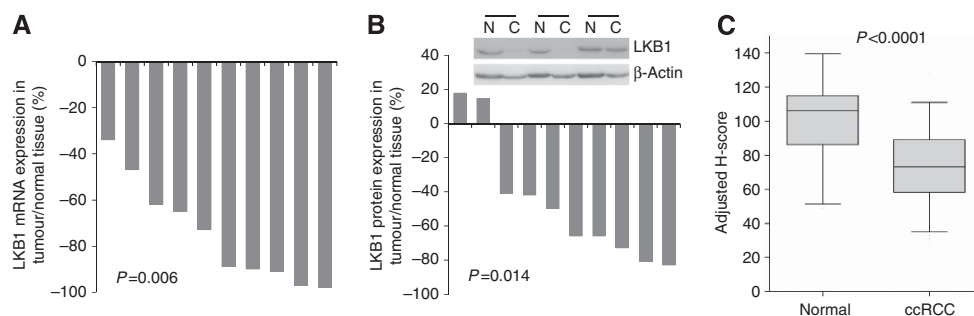 A
LKB1 mRNA expression in
tumour/normal tissue (%)
0
–20
–40
–60
–80
–100
P=0.006
B
N C N C N C
LKB1
β-Actin
LKB1 protein expression in
tumour/normal tissue (%)
40
20
0
–20
–40
–60
–80
–100
P=0.014
C
P<0.0001
Adjusted H-score
140
120
100
80
60
40
20
0
Normal ccRCC